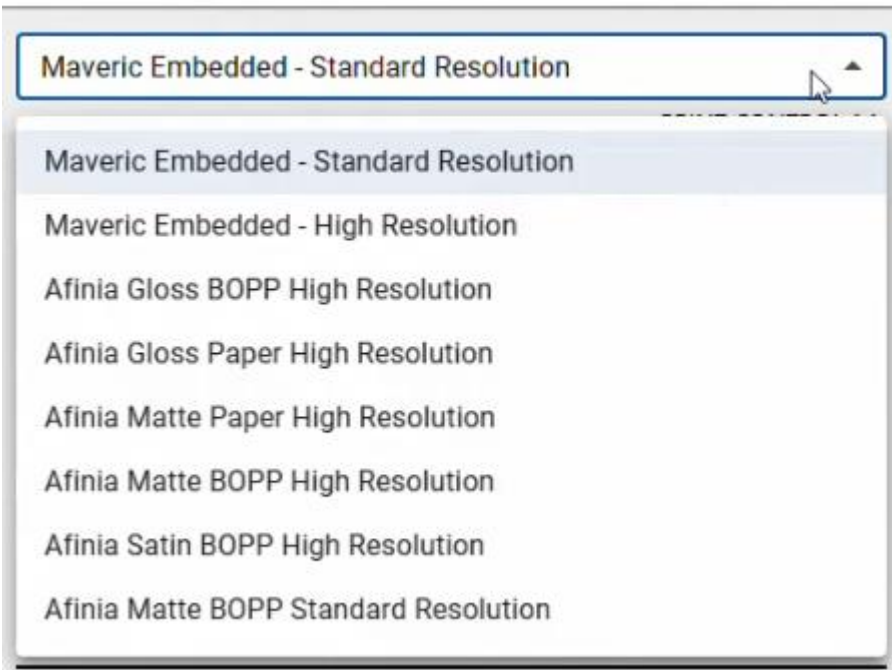 Maveric Embedded - Standard Resolution
Maveric Embedded - Standard Resolution
Maveric Embedded - High Resolution
Afinia Gloss BOPP High Resolution
Afinia Gloss Paper High Resolution
Afinia Matte Paper High Resolution
Afinia Matte BOPP High Resolution
Afinia Satin BOPP High Resolution
Afinia Matte BOPP Standard Resolution